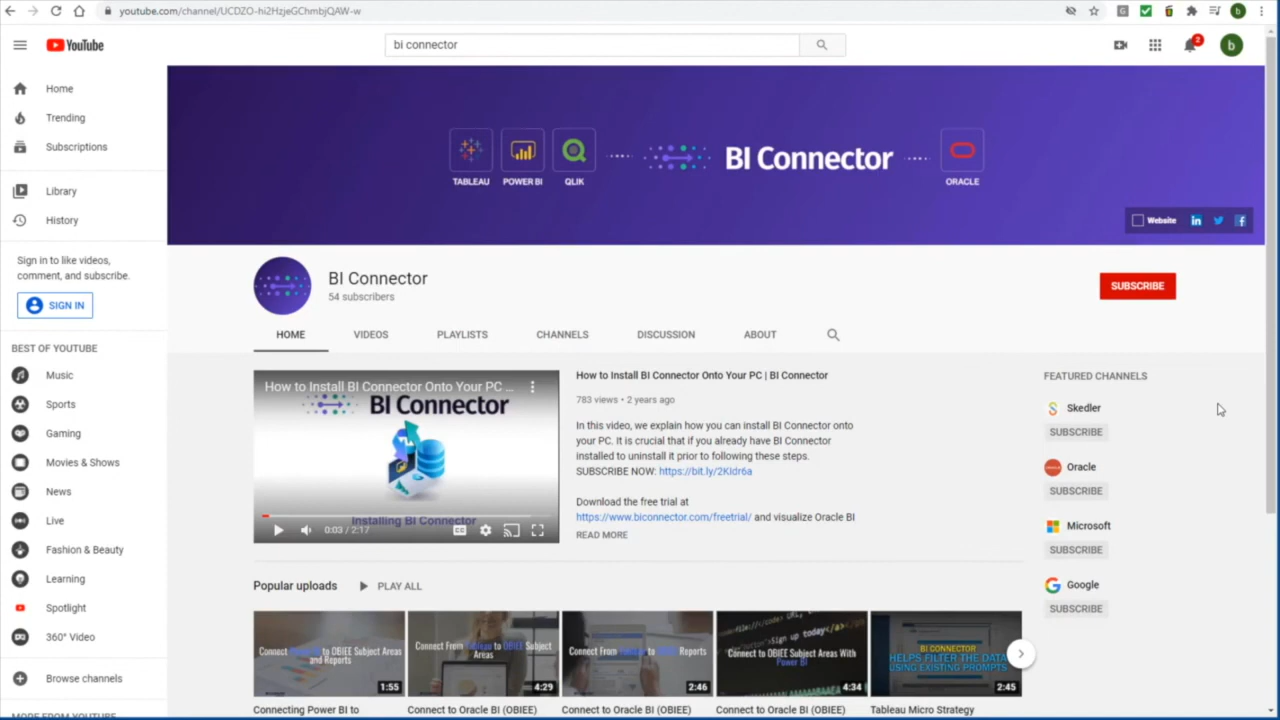 youtube.com/channel/UCDZO-hi2HzjeGChmbjQAW-w
YouTube
bi connector
2
b
b
Home
Trending
Subscriptions
Library
History
Sign in to like videos,
comment, and subscribe.
SIGN IN
BEST OF YOUTUBE
Music
Sports
Gaming
Movies & Shows
News
Live
Fashion & Beauty
Learning
Spotlight
360° Video
Browse channels
MORE FROM YOUTUBE
TABLEAU
POWER BI
QLIK
BI Connector
ORACLE
Website
BI Connector
54 subscribers
SUBSCRIBE
HOME
VIDEOS
PLAYLISTS
CHANNELS
DISCUSSION
ABOUT
How to Install BI Connector Onto Your PC ...
BI Connector
Installing BI Connector
0:03 / 2:17
How to Install BI Connector Onto Your PC | BI Connector
783 views • 2 years ago
In this video, we explain how you can install BI Connector onto
your PC. It is crucial that if you already have BI Connector
installed to uninstall it prior to following these steps.
SUBSCRIBE NOW: https://bit.ly/2KIdr6a
Download the free trial at
https://www.biconnector.com/freetrial/ and visualize Oracle BI
READ MORE
FEATURED CHANNELS
Skedler
SUBSCRIBE
Oracle
SUBSCRIBE
Microsoft
SUBSCRIBE
Google
SUBSCRIBE
Popular uploads
PLAY ALL
Connect Power BI to OBIEE Subject Areas
and Reports
1:55
Connecting Power BI to
Connect From Tableau to OBIEE Subject
Areas
4:29
Connect to Oracle BI (OBIEE)
Connect From Tableau to OBIEE Reports
2:46
Connect to Oracle BI (OBIEE)
Connect to OBIEE Subject Areas With
Power BI
4:34
Connect to Oracle BI (OBIEE)
BI CONNECTOR
HELPS FILTER THE DATA
USING EXISTING PROMPTS
2:45
Tableau Micro Strategy